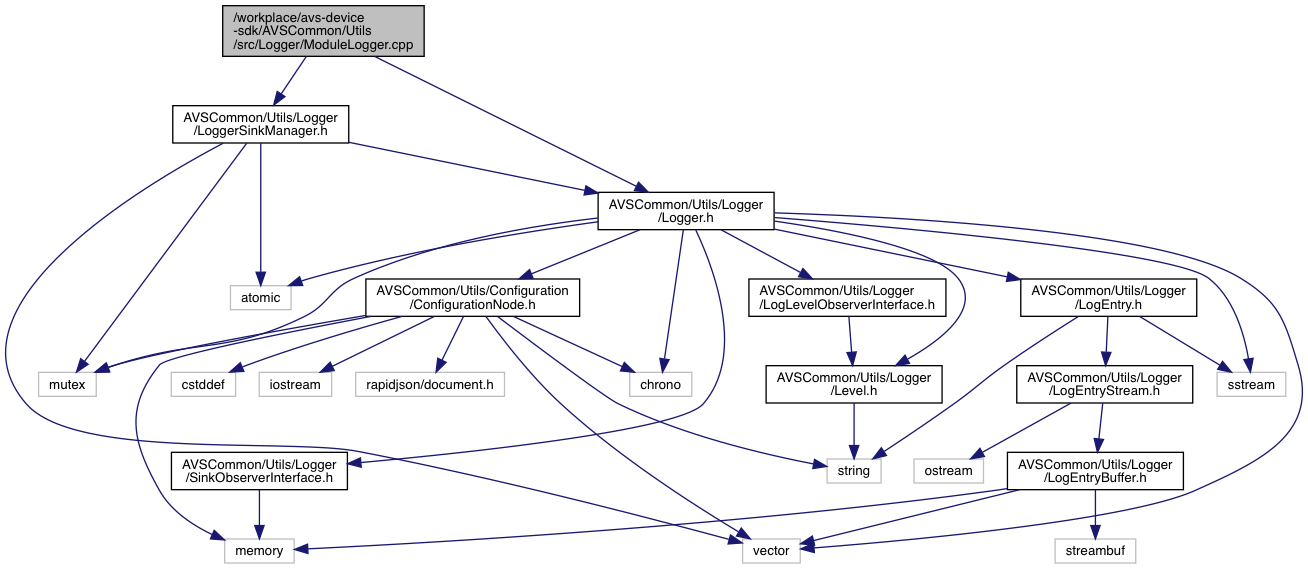 /workplace/avs-device
-sdk/AVSCommon/Utils
/src/Logger/ModuleLogger.cpp
AVSCommon/Utils/Logger
/LoggerSinkManager.h
AVSCommon/Utils/Logger
/Logger.h
atomic
AVSCommon/Utils/Configuration
/ConfigurationNode.h
AVSCommon/Utils/Logger
/LogLevelObserverInterface.h
AVSCommon/Utils/Logger
/LogEntry.h
mutex
cstddef
iostream
rapidjson/document.h
chrono
AVSCommon/Utils/Logger
/Level.h
AVSCommon/Utils/Logger
/LogEntryStream.h
sstream
AVSCommon/Utils/Logger
/SinkObserverInterface.h
string
ostream
AVSCommon/Utils/Logger
/LogEntryBuffer.h
memory
vector
streambuf